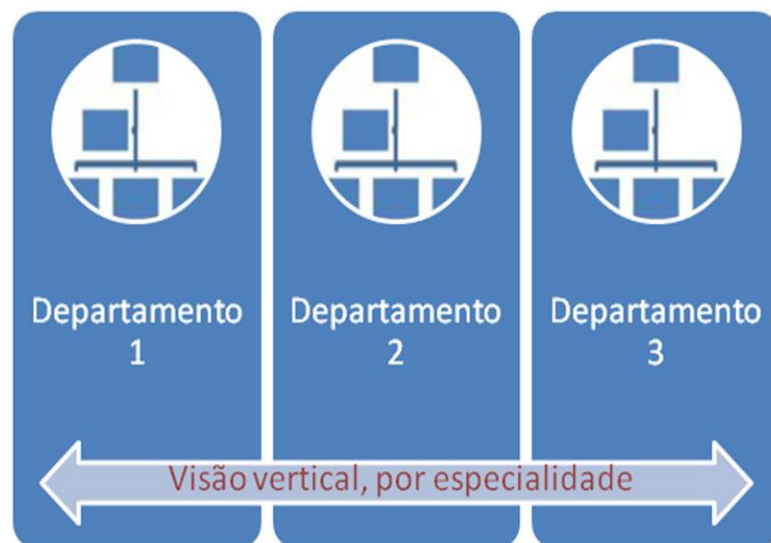 Departamento
1
Departamento
2
Departamento
3
Visão vertical, por especialidade